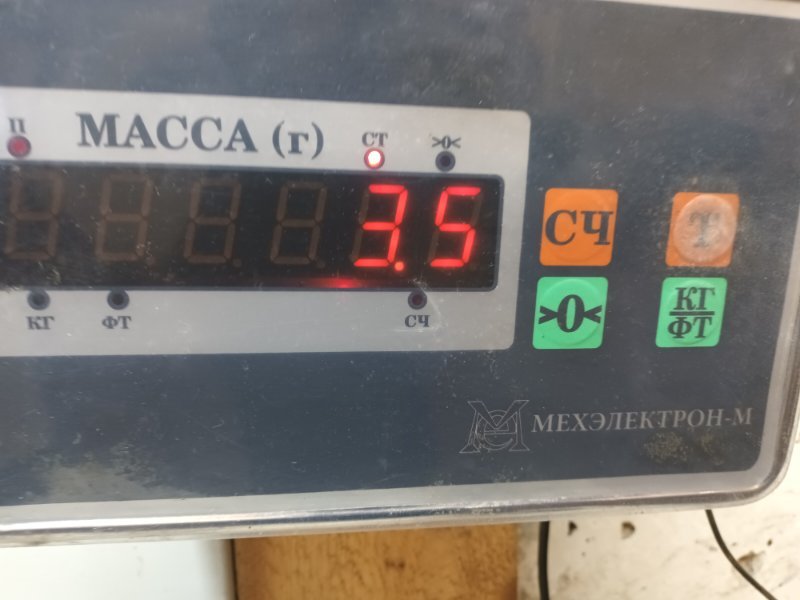 П МАССА (г) СТ >0<
3.5
КГ ФТ СЧ
СЧ Т
>0< КГ/ФТ
МЕХЭЛЕКТРОН-М